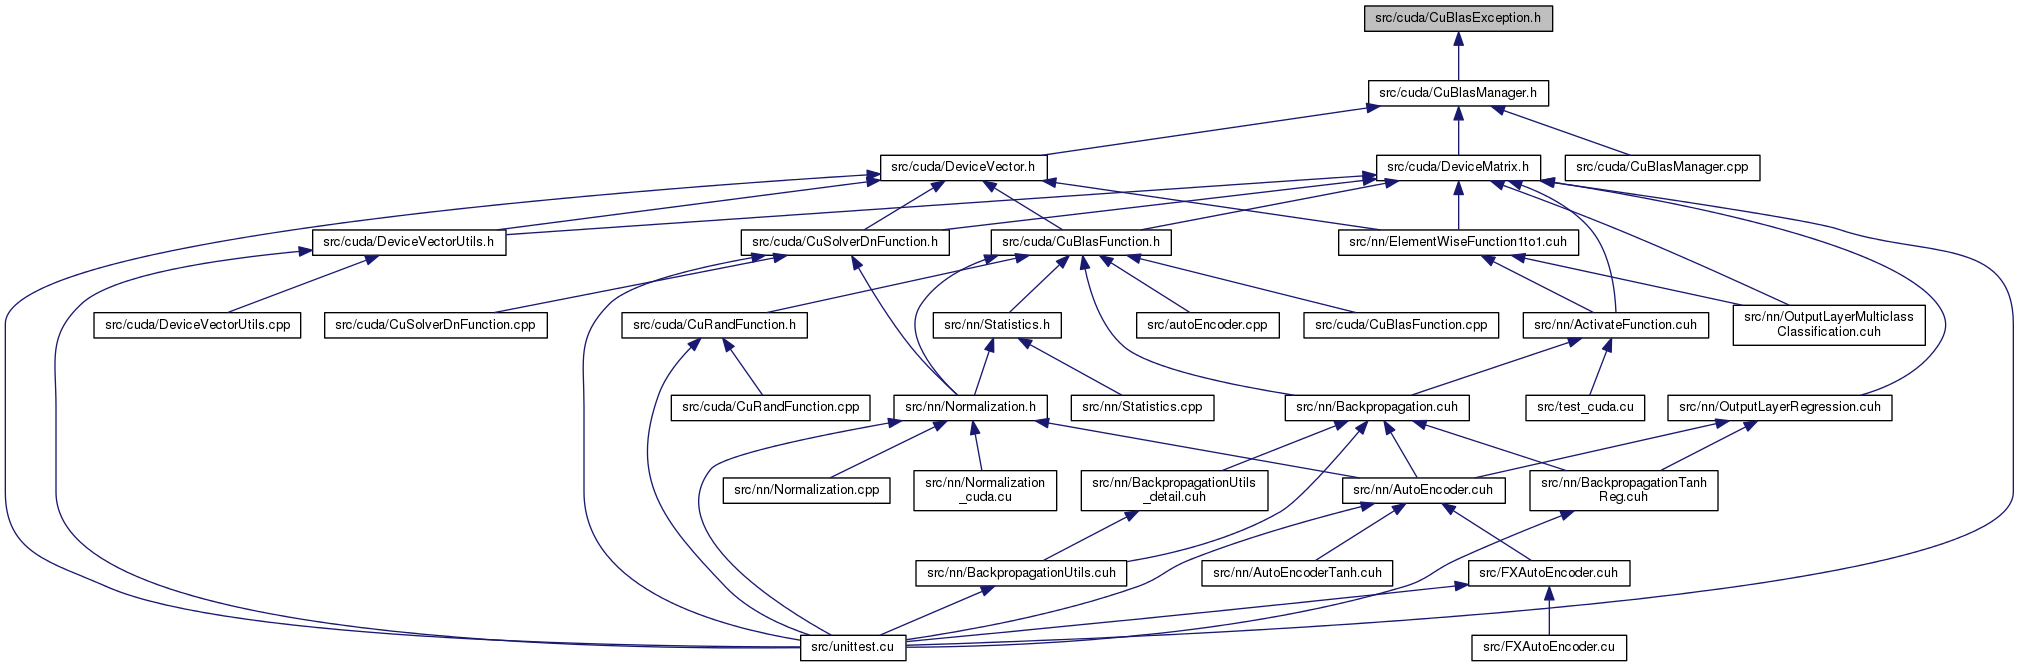 src/cuda/CuBlasException.h
src/cuda/CuBlasManager.h
src/cuda/DeviceVector.h
src/cuda/DeviceMatrix.h
src/cuda/CuBlasManager.cpp
src/cuda/DeviceVectorUtils.h
src/cuda/CuSolverDnFunction.h
src/cuda/CuBlasFunction.h
src/nn/ElementWiseFunction1to1.cuh
src/cuda/DeviceVectorUtils.cpp
src/cuda/CuSolverDnFunction.cpp
src/cuda/CuRandFunction.h
src/nn/Statistics.h
src/autoEncoder.cpp
src/cuda/CuBlasFunction.cpp
src/nn/ActivateFunction.cuh
src/nn/OutputLayerMulticlass
Classification.cuh
src/cuda/CuRandFunction.cpp
src/nn/Normalization.h
src/nn/Statistics.cpp
src/nn/Backpropagation.cuh
src/test_cuda.cu
src/nn/OutputLayerRegression.cuh
src/nn/Normalization.cpp
src/nn/Normalization
_cuda.cu
src/nn/BackpropagationUtils
_detail.cuh
src/nn/AutoEncoder.cuh
src/nn/BackpropagationTanh
Reg.cuh
src/nn/BackpropagationUtils.cuh
src/nn/AutoEncoderTanh.cuh
src/FXAutoEncoder.cuh
src/unittest.cu
src/FXAutoEncoder.cu